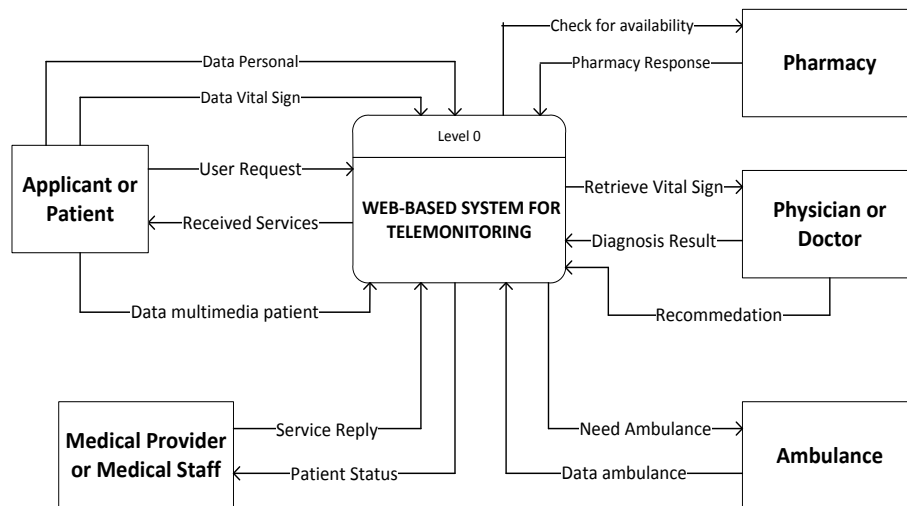 Check for availability
Data Personal
Pharmacy Response
Pharmacy
Data Vital Sign
Level 0
User Request
Applicant or
Patient
Retrieve Vital Sign
WEB-BASED SYSTEM FOR
TELEMONITORING
Physician or
Doctor
Received Services
Diagnosis Result
Data multimedia patient
Recommedation
Service Reply
Need Ambulance
Medical Provider
or Medical Staff
Ambulance
Patient Status
Data ambulance